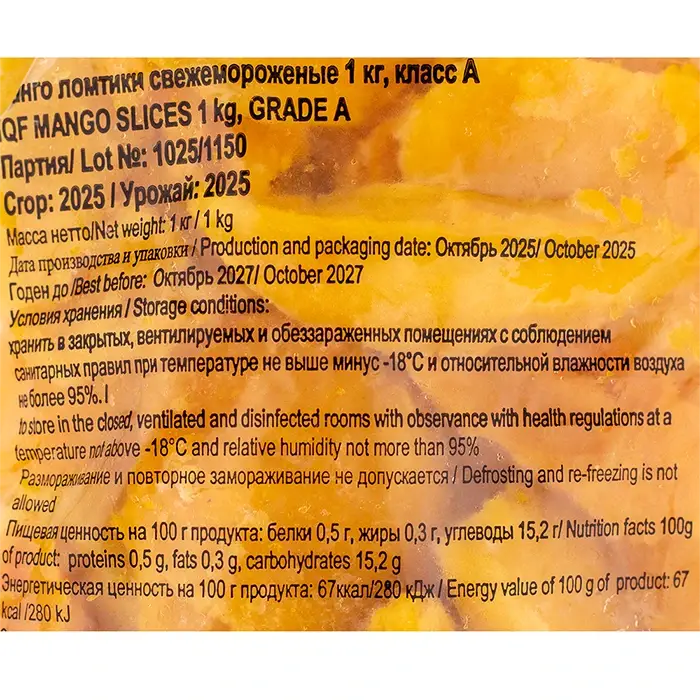 анго ломтики свежемороженые 1 кг, класс А
IQF MANGO SLICES 1 kg, GRADE A
Партия/ Lot №: 1025/1150
Crop: 2025 / Урожай: 2025
Масса нетто/Net weight: 1 кг / 1 kg
Дата производства и упаковки / Production and packaging date: Октябрь 2025/ October 2025
Годен до /Best before: Октябрь 2027/ October 2027
Условия хранения / Storage conditions:
хранить в закрытых, вентилируемых и обеззараженных помещениях с соблюдением
санитарных правил при температуре не выше минус -18°С и относительной влажности воздуха
не более 95%. /
to store in the closed, ventilated and disinfected rooms with observance with health regulations at a
temperature not above -18°C and relative humidity not more than 95%
Размораживание и повторное замораживание не допускается / Defrosting and re-freezing is not
allowed
Пищевая ценность на 100 г продукта: белки 0,5 г, жиры 0,3 г, углеводы 15,2 г/ Nutrition facts 100g
of product: proteins 0,5 g, fats 0,3 g, carbohydrates 15,2 g
Энергетическая ценность на 100 г продукта: 67ккал/280 кДж / Energy value of 100 g of product: 67
kcal /280 kJ